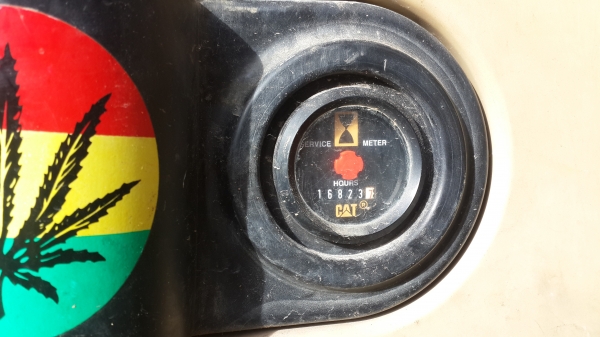 SERVICE METER
HOURS
16823
CAT ®